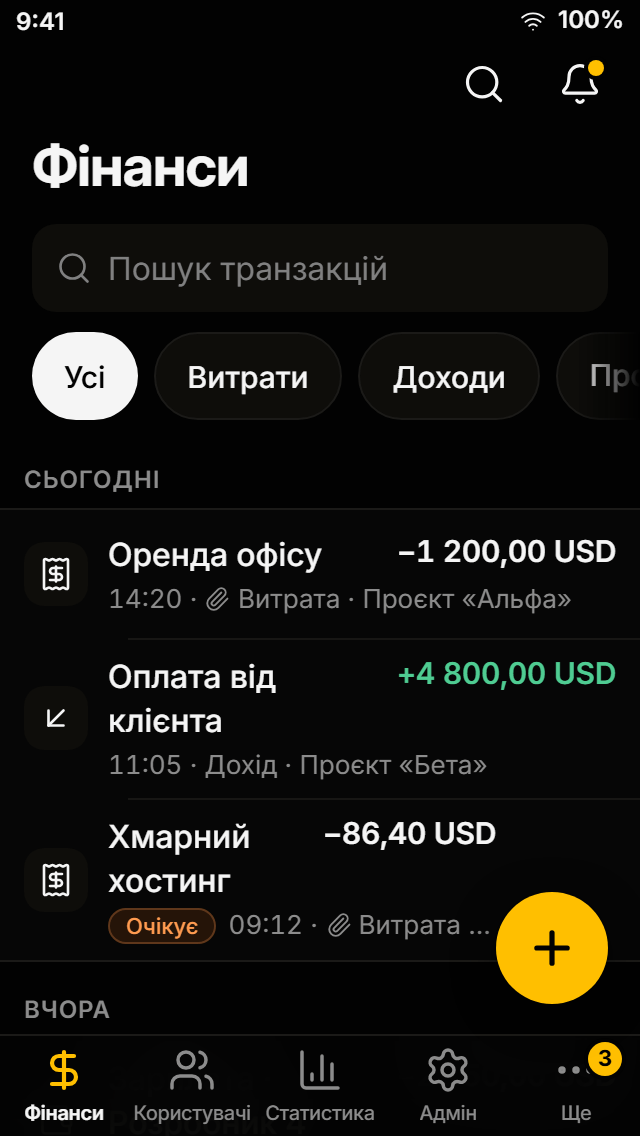 9:41
100%
Фінанси
Пошук транзакцій
Усі
Витрати
Доходи
СЬОГОДНІ
Оренда офісу
−1 200,00 USD
14:20 · Витрата · Проєкт «Альфа»
Оплата від
клієнта
+4 800,00 USD
11:05 · Дохід · Проєкт «Бета»
Хмарний
хостинг
−86,40 USD
Очікує 09:12 · Витрата ...
ВЧОРА
3
Фінанси
Користувачі
Статистика
Адмін
Ще